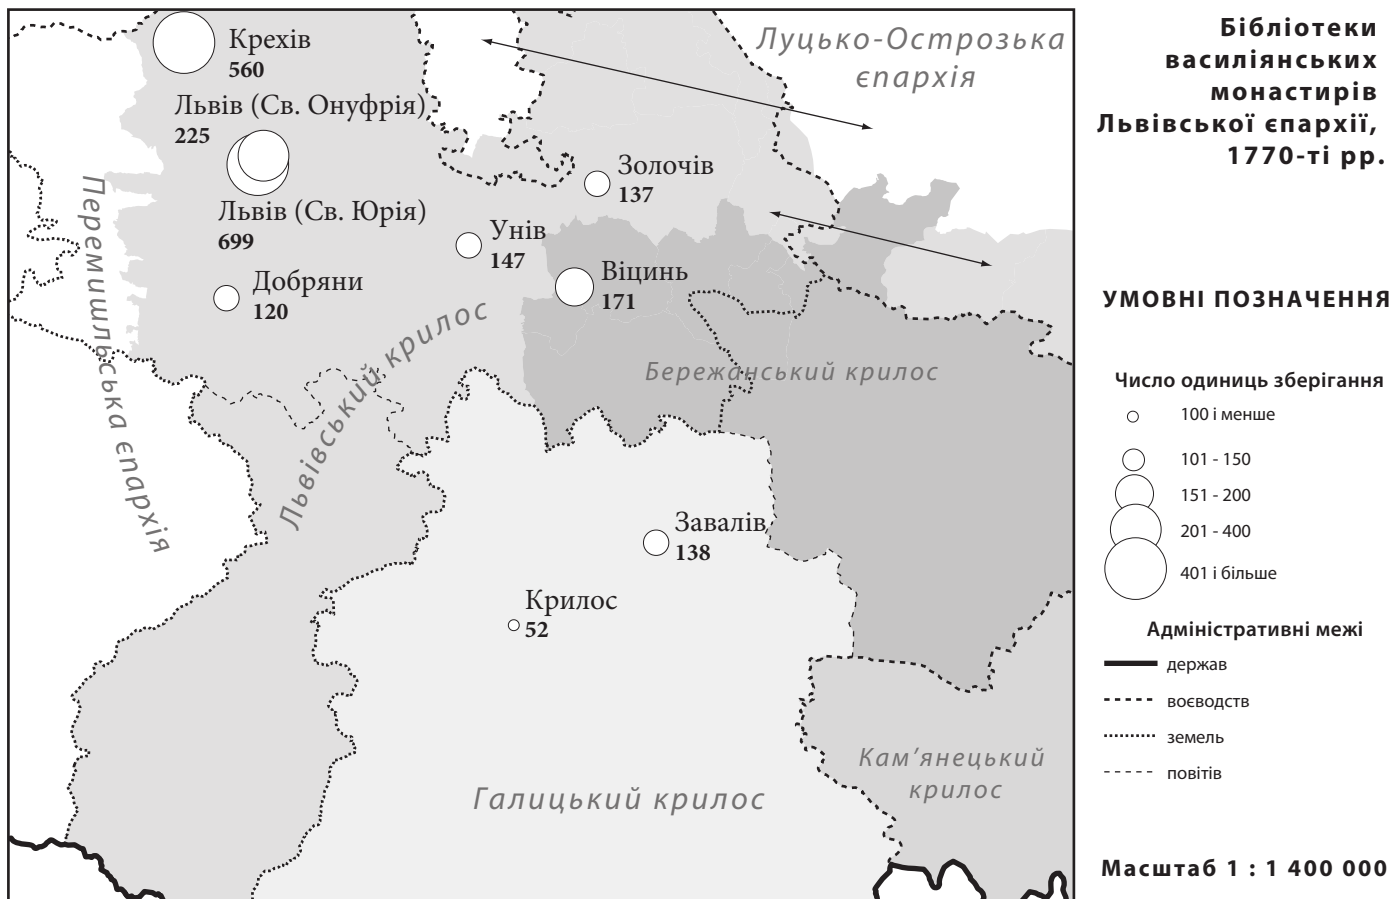 Крехів
560
Львів (Св. Онуфрія)
225
Львів (Св. Юрія)
699
Добряни
120
Унів
147
Золочів
137
Віцинь
171
Завалів
138
Крилос
52
Луцько-Острозька
єпархія
Перемишльська єпархія
Львівський крилос
Бережанський крилос
Галицький крилос
Кам'янецький
крилос
Бібліотеки
василіянських
монастирів
Львівської єпархії,
1770-ті рр.
УМОВНІ ПОЗНАЧЕННЯ
Число одиниць зберігання
100 і менше
101 - 150
151 - 200
201 - 400
401 і більше
Адміністративні межі
держав
воєводств
земель
повітів
Масштаб 1 : 1 400 000